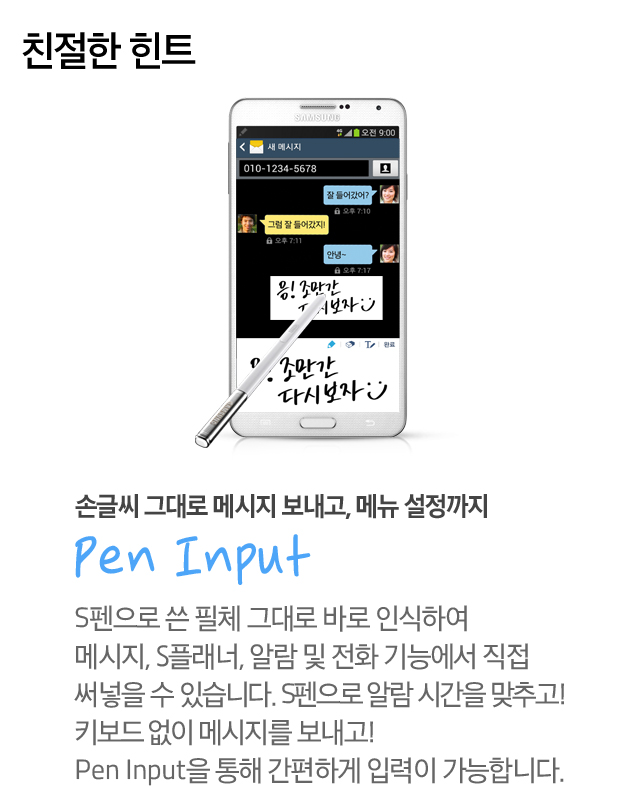 친절한 힌트
SAMSUNG
오전 9:00
새 메시지
010-1234-5678
잘 들어갔어?
오후 7:10
그럼 잘 들어갔지!
오후 7:11
안녕~
오후 7:17
응! 조만간
다시보자
완료
응! 조만간
다시보자
SAMSUNG
손글씨 그대로 메시지 보내고, 메뉴 설정까지
Pen Input
S펜으로 쓴 필체 그대로 바로 인식하여
메시지, S플래너, 알람 및 전화 기능에서 직접
써넣을 수 있습니다. S펜으로 알람 시간을 맞추고!
키보드 없이 메시지를 보내고!
Pen Input을 통해 간편하게 입력이 가능합니다.